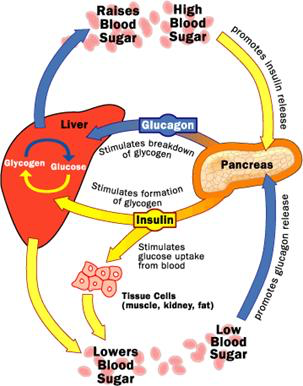 Raises
Blood
Sugar
High
Blood
Sugar
promotes insulin release
Liver
Glucagon
Stimulates breakdown
of glycogen
Glycogen
Glucose
Pancreas
Stimulates formation
of glycogen
Insulin
Stimulates
glucose uptake
from blood
Tissue Cells
(muscle, kidney, fat)
promotes glucagon release
Lowers
Blood
Sugar
Low
Blood
Sugar